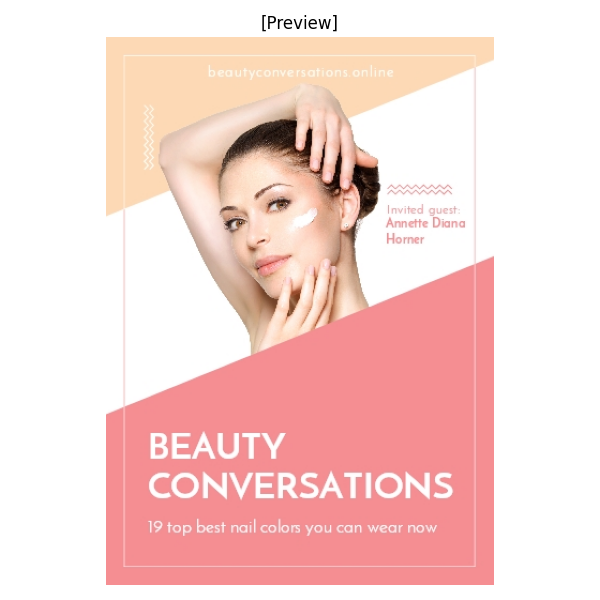 [Preview]
beautyconversations.online
Invited guest:
Annette Diana
Horner
BEAUTY
CONVERSATIONS
19 top best nail colors you can wear now